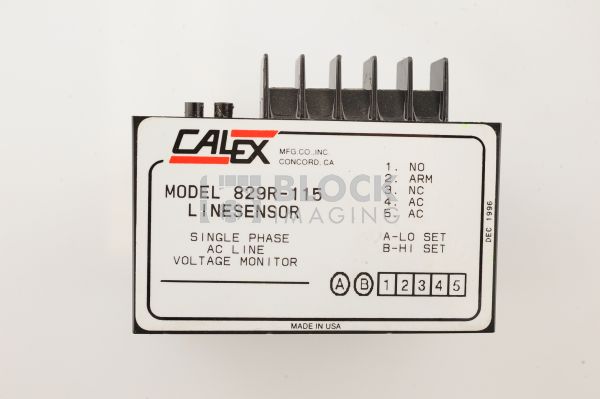 CALEX
MFG.CO.,INC.
CONCORD, CA
MODEL 829R-115
LINESENSOR
SINGLE PHASE
AC LINE
VOLTAGE MONITOR
1. NO
2. ARM
3. NC
4. AC
5. AC
A-LO SET
B-HI SET
A B 1 2 3 4 5
DEC 1996
MADE IN USA
BLOCK
IMAGING